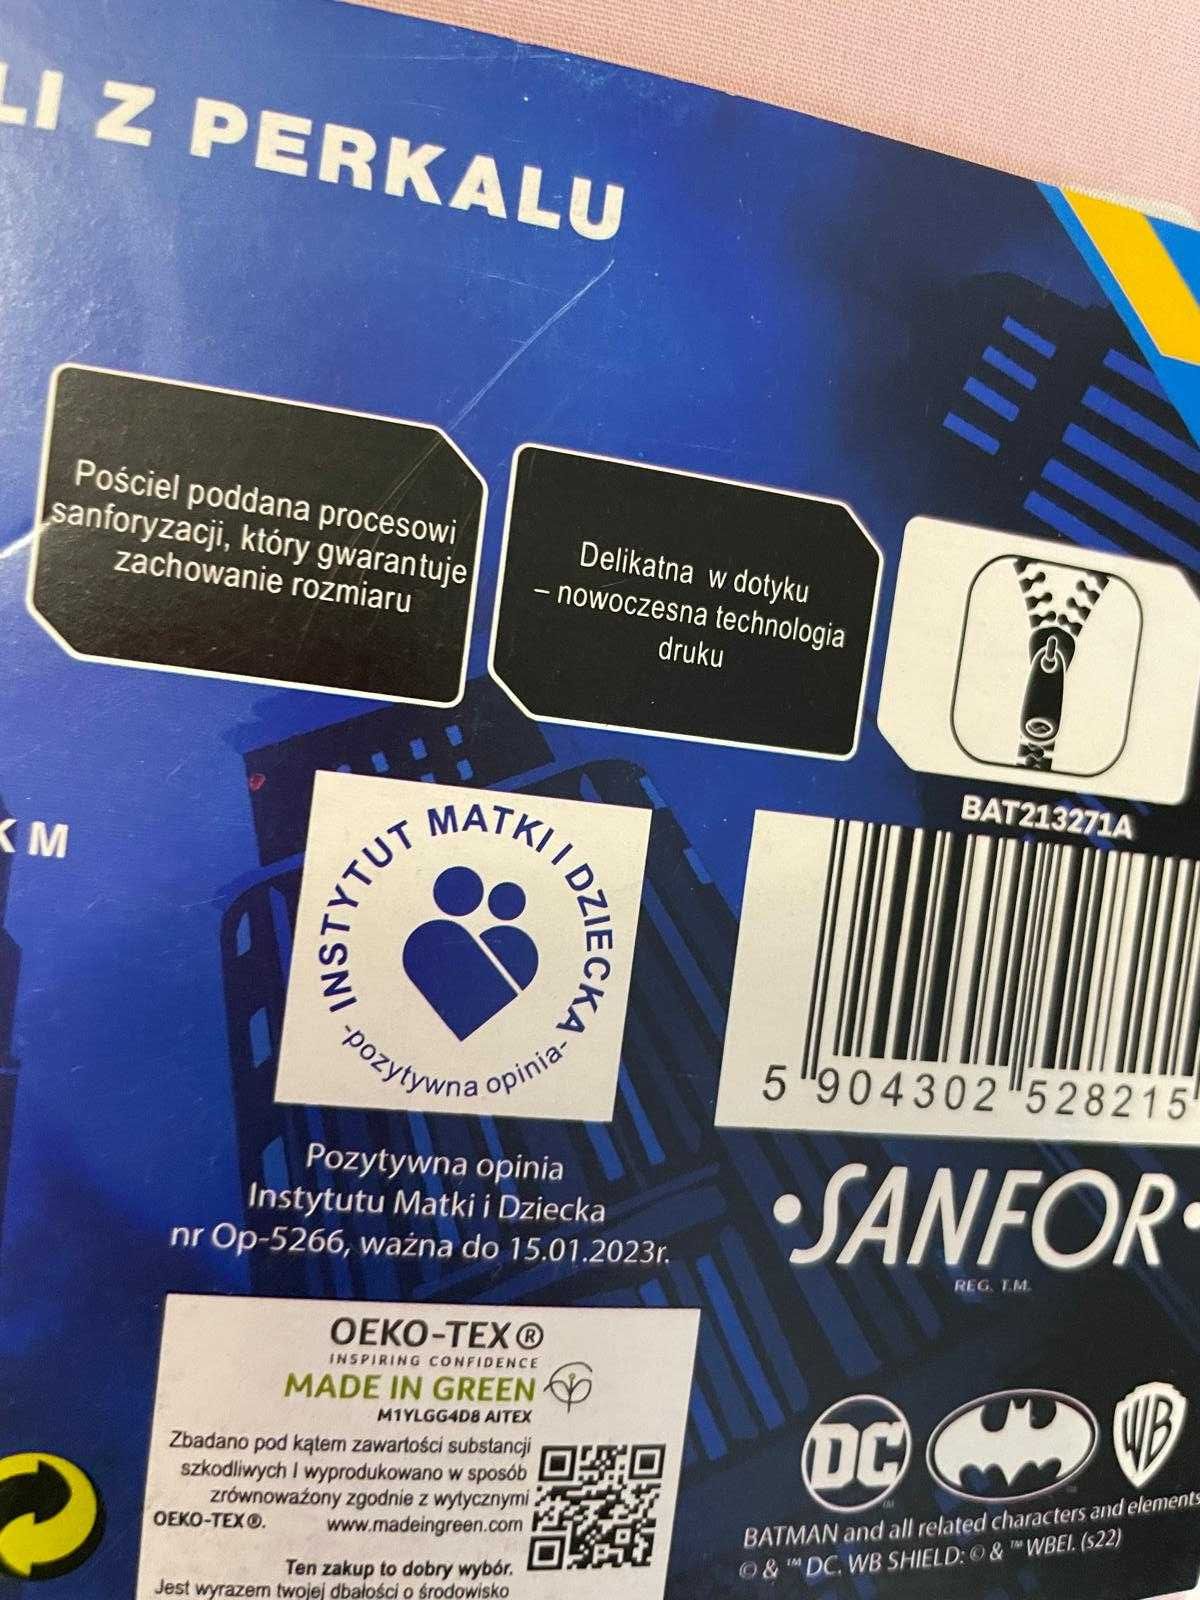 LI Z PERKALU
Pościel poddana procesowi
sanforyzacji, który gwarantuje
zachowanie rozmiaru
Delikatna w dotyku
– nowoczesna technologia
druku
K M
INSTYTUT MATKI I DZIECKA
-pozytywna opinia-
BAT213271A
5 904302 528215
Pozytywna opinia
Instytutu Matki i Dziecka
nr Op-5266, ważna do 15.01.2023r.
•SANFOR•
REG. T.M.
OEKO-TEX®
INSPIRING CONFIDENCE
MADE IN GREEN
M1YLGG4D8 AITEX
Zbadano pod kątem zawartości substancji
szkodliwych I wyprodukowano w sposób
zrównoważony zgodnie z wytycznymi
OEKO-TEX®. www.madeingreen.com
Ten zakup to dobry wybór.
Jest wyrazem twojej dbałości o środowisko
DC
WB
BATMAN and all related characters and elements
© & ™ DC. WB SHIELD: © & ™ WBEI. (s22)